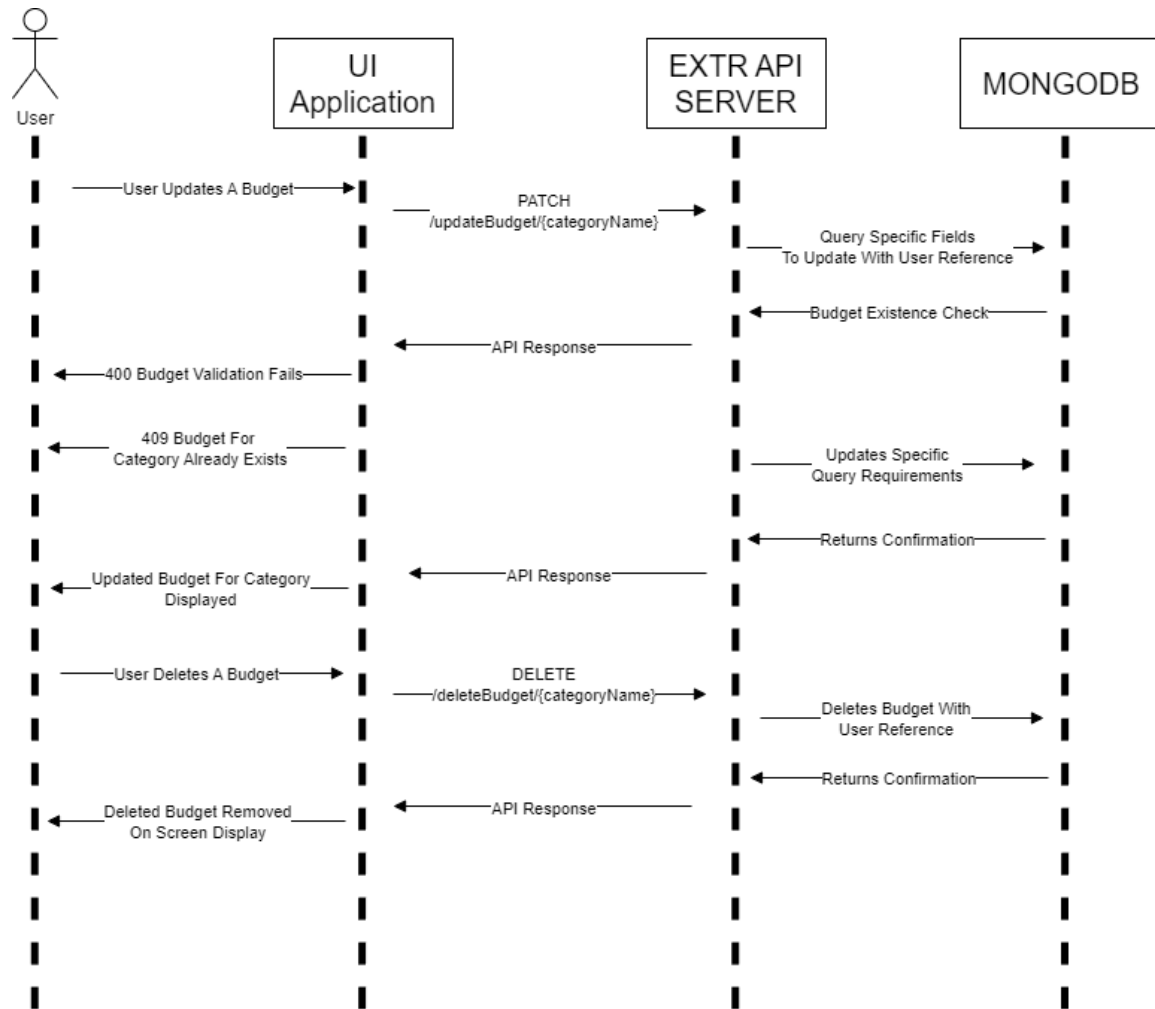 User
UI
Application
EXTR API
SERVER
MONGODB
User Updates A Budget
PATCH
/updateBudget/{categoryName}
Query Specific Fields
To Update With User Reference
Budget Existence Check
API Response
400 Budget Validation Fails
409 Budget For
Category Already Exists
Updates Specific
Query Requirements
Returns Confirmation
API Response
Updated Budget For Category
Displayed
User Deletes A Budget
DELETE
/deleteBudget/{categoryName}
Deletes Budget With
User Reference
Returns Confirmation
API Response
Deleted Budget Removed
On Screen Display